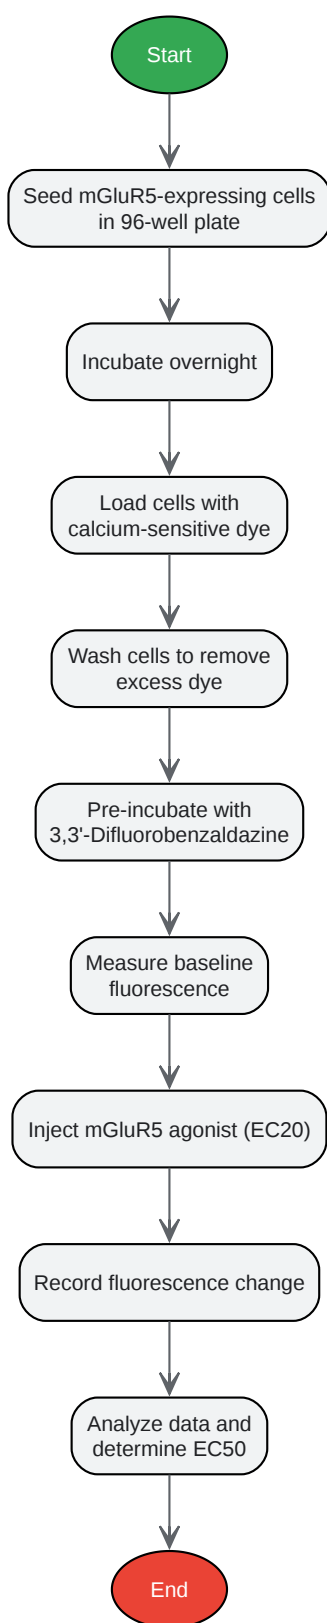 Start
Seed mGluR5-expressing cells
in 96-well plate
Incubate overnight
Load cells with
calcium-sensitive dye
Wash cells to remove
excess dye
Pre-incubate with
3,3'-Difluorobenzaldazine
Measure baseline
fluorescence
Inject mGluR5 agonist (EC20)
Record fluorescence change
Analyze data and
determine EC50
End